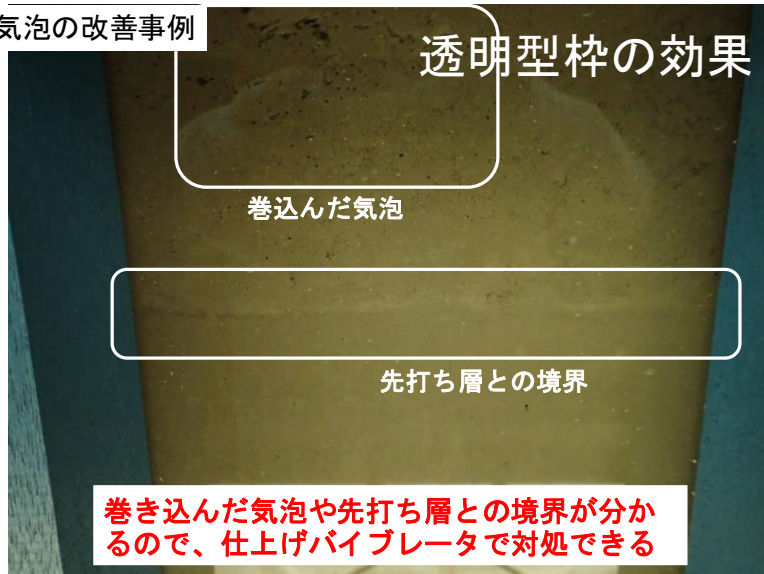 気泡の改善事例
透明型枠の効果
巻込んだ気泡
先打ち層との境界
巻き込んだ気泡や先打ち層との境界が分か
るので、仕上げバイブレータで対処できる